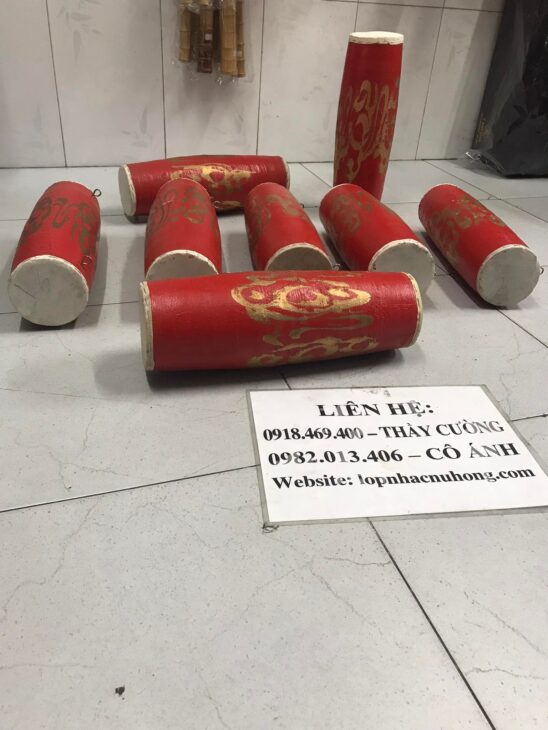 LIÊN HỆ:
0918.469.400 – THẦY CƯỜNG
0982.013.406 – CÔ ÁNH
Website: lopnhacnuhong.com